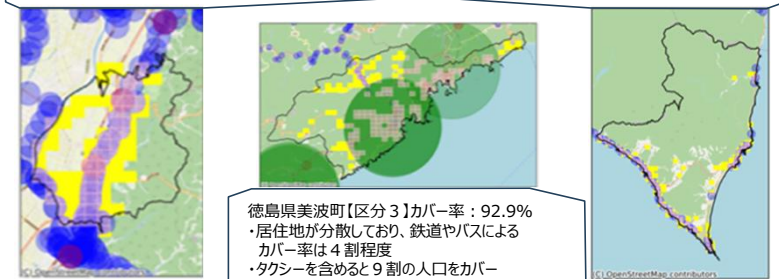 (C) OpenStreetMap contributors
(C) OpenStreetMap contributors
(C) OpenStreetMap contributors
徳島県美波町【区分３】カバー率：92.9%
・居住地が分散しており、鉄道やバスによる
カバー率は４割程度
・タクシーを含めると９割の人口をカバー